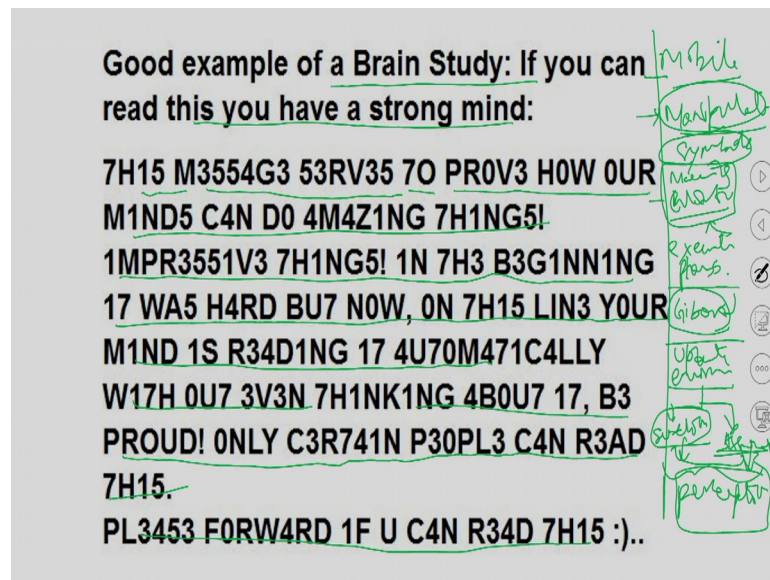 Good example of a Brain Study: If you can
read this you have a strong mind:
7H15 M3554G3 53RV35 7O PR0V3 H0W 0UR
M1ND5 C4N D0 4M4Z1NG 7H1NG5!
1MPR3551V3 7H1NG5! 1N 7H3 B3G1NN1NG
17 WA5 H4RD BU7 N0W, 0N 7H15 LIN3 Y0UR
M1ND 1S R34D1NG 17 4U70M471C4LLY
W17H 0U7 3V3N 7H1NK1NG 4B0U7 17, B3
PROUD! 0NLY C3R741N P30PL3 C4N R3AD
7H15.
PL3453 F0RW4RD 1F U C4N R34D 7H15 :)..
Mobile
Symbols
Gibson
perception